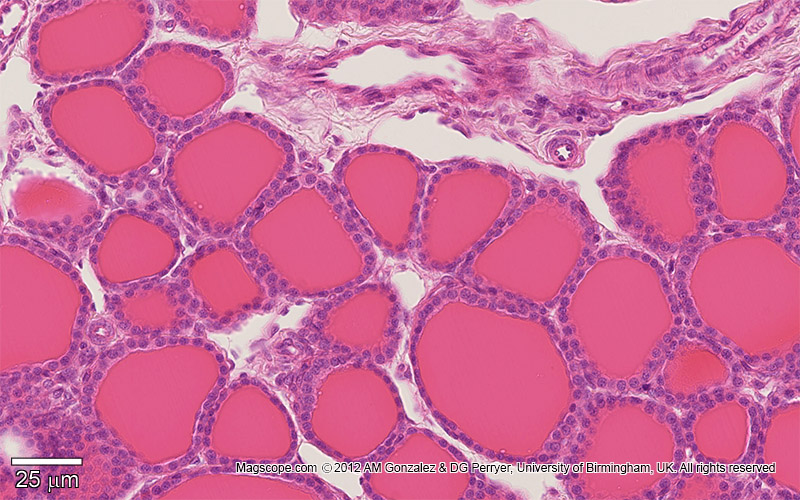 Magscope.com ©2012 AM Gonzalez & DG Perryer, University of Birmingham, UK. All rights reserved
25 μm